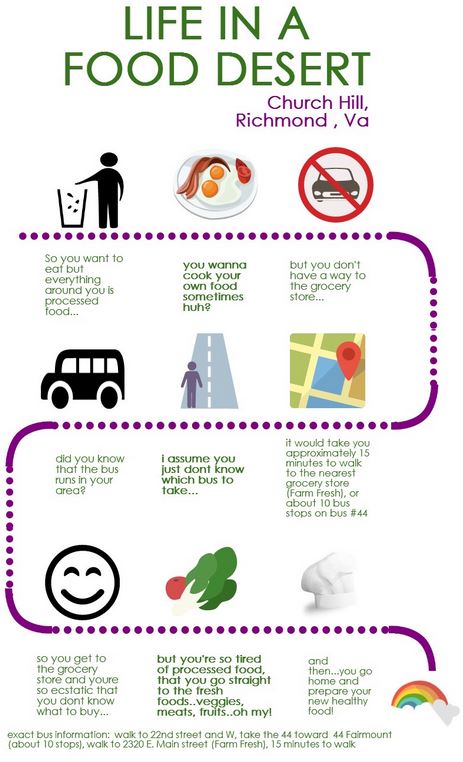 LIFE IN A
FOOD DESERT
Church Hill,
Richmond , Va
So you want to
eat but
everything
around you is
processed
food...
you wanna
cook your
own food
sometimes
huh?
but you don't
have a way to
the grocery
store...
did you know
that the bus
runs in your
area?
i assume you
just dont know
which bus to
take...
it would take you
approximately 15
minutes to walk
to the nearest
grocery store
(Farm Fresh), or
about 10 bus
stops on bus #44
so you get to
the grocery
store and youre
so ecstatic that
you dont know
what to buy...
but you're so tired
of processed food,
that you go straight
to the fresh
foods..veggies,
meats, fruits..oh my!
and
then...you go
home and
prepare your
new healthy
food!
exact bus information: walk to 22nd street and W, take the 44 toward 44 Fairmount
(about 10 stops), walk to 2320 E. Main street (Farm Fresh), 15 minutes to walk